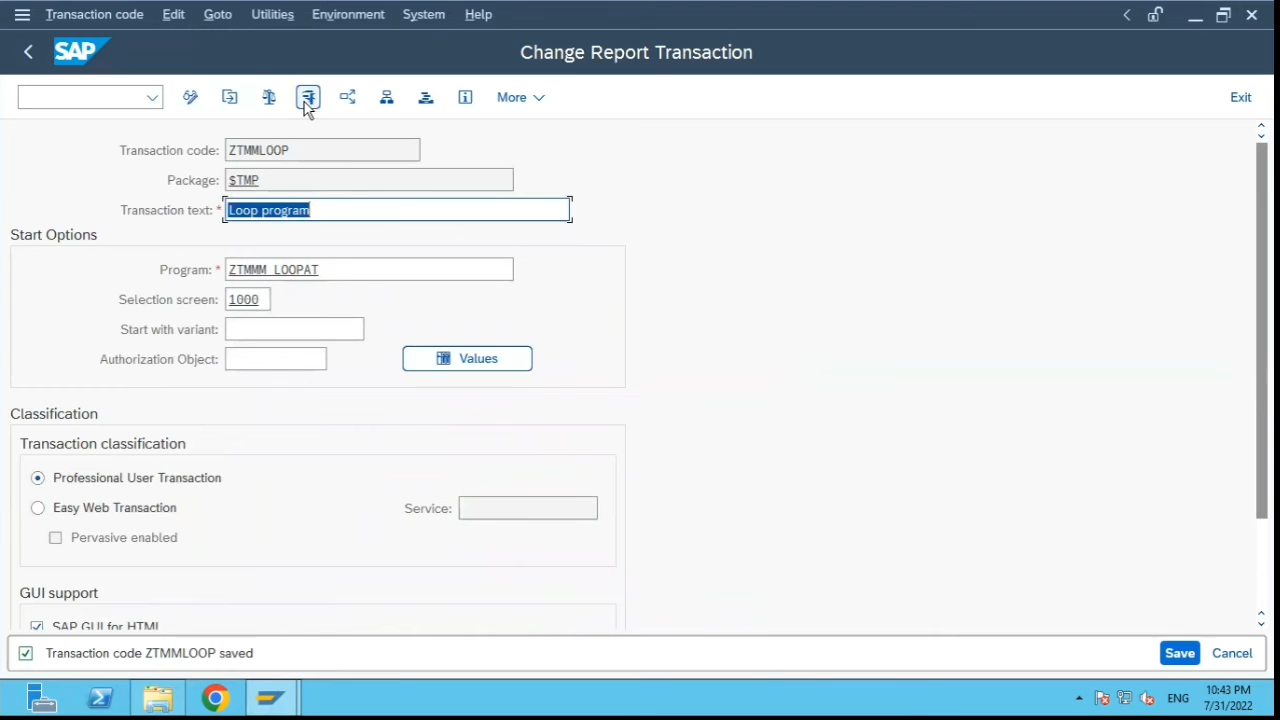 Transaction code Edit Goto Utilities Environment System Help
SAP Change Report Transaction
More Exit
Transaction code: ZTMMLOOP
Package: $TMP
Transaction text: * Loop program
Start Options
Program: * ZTMMM_LOOPAT
Selection screen: 1000
Start with variant:
Authorization Object: Values
Classification
Transaction classification
Professional User Transaction
Easy Web Transaction Service:
Pervasive enabled
GUI support
SAP GUI for HTML
Transaction code ZTMMLOOP saved Save Cancel
ENG 10:43 PM
7/31/2022